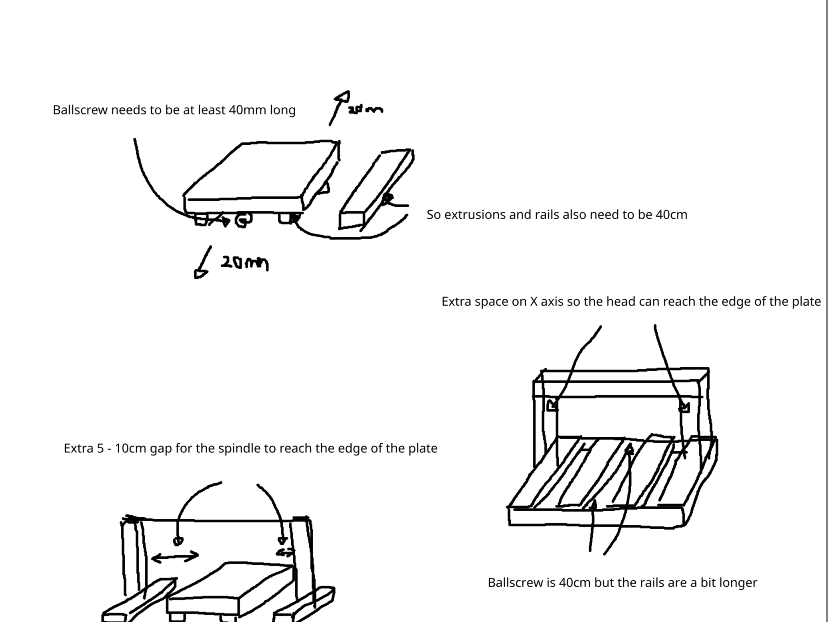 Ballscrew needs to be at least 40mm long
20m
So extrusions and rails also need to be 40cm
20mm
Extra space on X axis so the head can reach the edge of the plate
Extra 5 - 10cm gap for the spindle to reach the edge of the plate
Ballscrew is 40cm but the rails are a bit longer